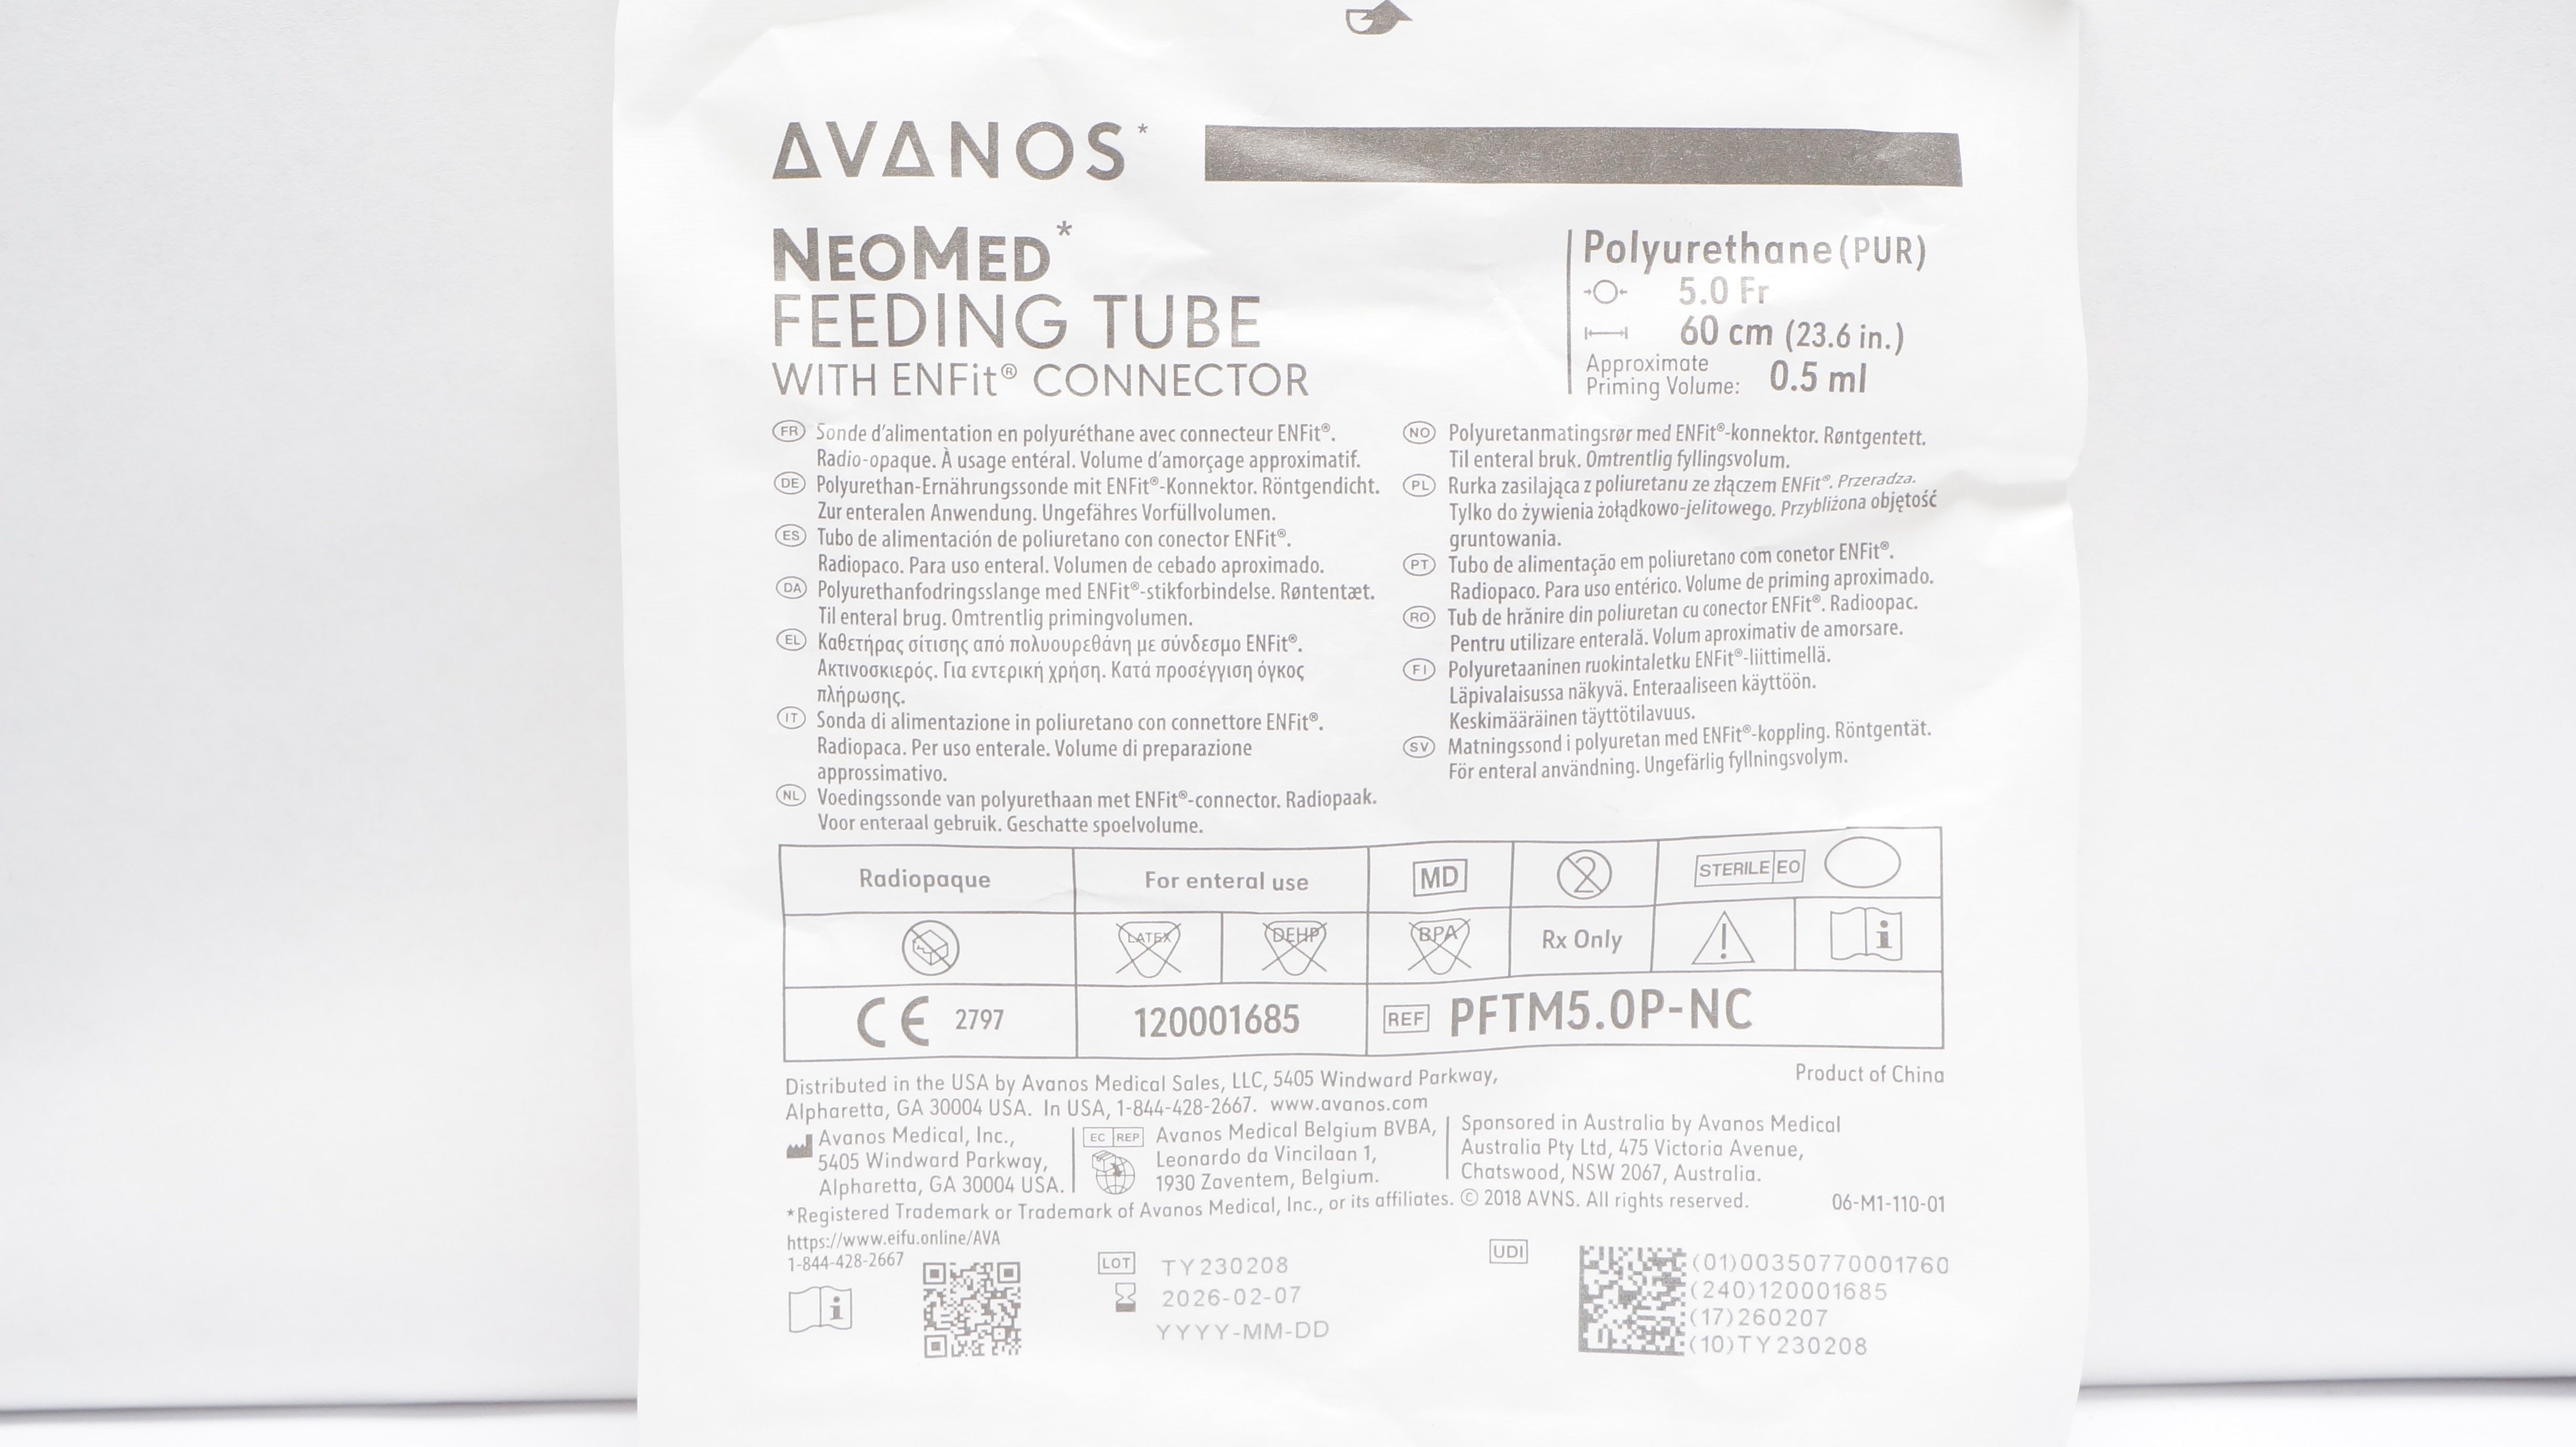 AVANOS*
NEOMED*
FEEDING TUBE
WITH ENFit® CONNECTOR
Polyurethane (PUR)
5.0 Fr
60 cm (23.6 in.)
Approximate
Priming Volume: 0.5 ml
FR Sonde d'alimentation en polyuréthane avec connecteur ENFit®.
Radio-opaque. À usage entéral. Volume d'amorçage approximatif.
DE Polyurethan-Ernährungssonde mit ENFit®-Konnektor. Röntgendicht.
Zur enteralen Anwendung. Ungefähres Vorfüllvolumen.
ES Tubo de alimentación de poliuretano con conector ENFit®.
Radiopaco. Para uso enteral. Volumen de cebado aproximado.
DA Polyurethanfodringsslange med ENFit®-stikforbindelse. Røntentæt.
Til enteral brug. Omtrentlig primingvolumen.
EL Καθετήρας σίτισης από πολυουρεθάνη με σύνδεσμο ENFit®.
Ακτινοσκιερός. Για εντερική χρήση. Κατά προσέγγιση όγκος
πλήρωσης.
IT Sonda di alimentazione in poliuretano con connettore ENFit®.
Radiopaca. Per uso enterale. Volume di preparazione
approssimativo.
NL Voedingssonde van polyurethaan met ENFit®-connector. Radiopaak.
Voor enteraal gebruik. Geschatte spoelvolume.
NO Polyuretanmatingsrør med ENFit®-konnektor. Røntgentett.
Til enteral bruk. Omtrentlig fyllingsvolum.
PL Rurka zasilająca z poliuretanu ze złączem ENFit®. Przeradza.
Tylko do żywienia żołądkowo-jelitowego. Przybliżona objętość
gruntowania.
PT Tubo de alimentação em poliuretano com conetor ENFit®.
Radiopaco. Para uso entérico. Volume de priming aproximado.
RO Tub de hrănire din poliuretan cu conector ENFit®. Radioopac.
Pentru utilizare enterală. Volum aproximativ de amorsare.
FI Polyuretaaninen ruokintaletku ENFit®-liittimellä.
Läpivalaisussa näkyvä. Enteraaliseen käyttöön.
Keskimääräinen täyttötilavuus.
SV Matningssond i polyuretan med ENFit®-koppling. Röntgentät.
För enteral användning. Ungefärlig fyllningsvolym.
Radiopaque For enteral use MD 2 STERILE EO
LATEX DEHP BPA Rx Only
CE 2797 120001685 REF PFTM5.0P-NC
Distributed in the USA by Avanos Medical Sales, LLC, 5405 Windward Parkway,
Alpharetta, GA 30004 USA. In USA, 1-844-428-2667. www.avanos.com
Product of China
Avanos Medical, Inc.,
5405 Windward Parkway,
Alpharetta, GA 30004 USA.
EC REP Avanos Medical Belgium BVBA,
Leonardo da Vincilaan 1,
1930 Zaventem, Belgium.
Sponsored in Australia by Avanos Medical
Australia Pty Ltd, 475 Victoria Avenue,
Chatswood, NSW 2067, Australia.
*Registered Trademark or Trademark of Avanos Medical, Inc., or its affiliates. © 2018 AVNS. All rights reserved. 06-M1-110-01
https://www.eifu.online/AVA
1-844-428-2667
LOT TY230208
2026-02-07
YYYY-MM-DD
UDI
(01)00350770001760
(240)120001685
(17)260207
(10)TY230208